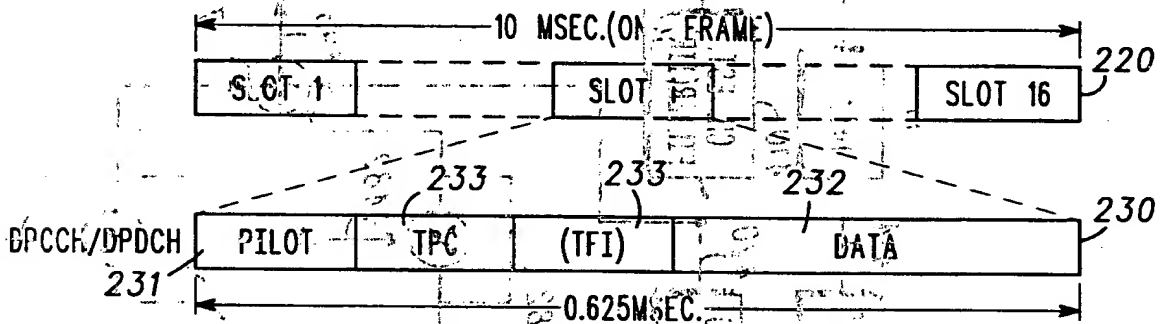 10 MSEC.(ONE FRAME)
SLOT 1 SLOT SLOT 16 220
233 233 232
DPCCH/DPDCH PILOT TPC (TFI) DATA 230
231
0.625MSEC.